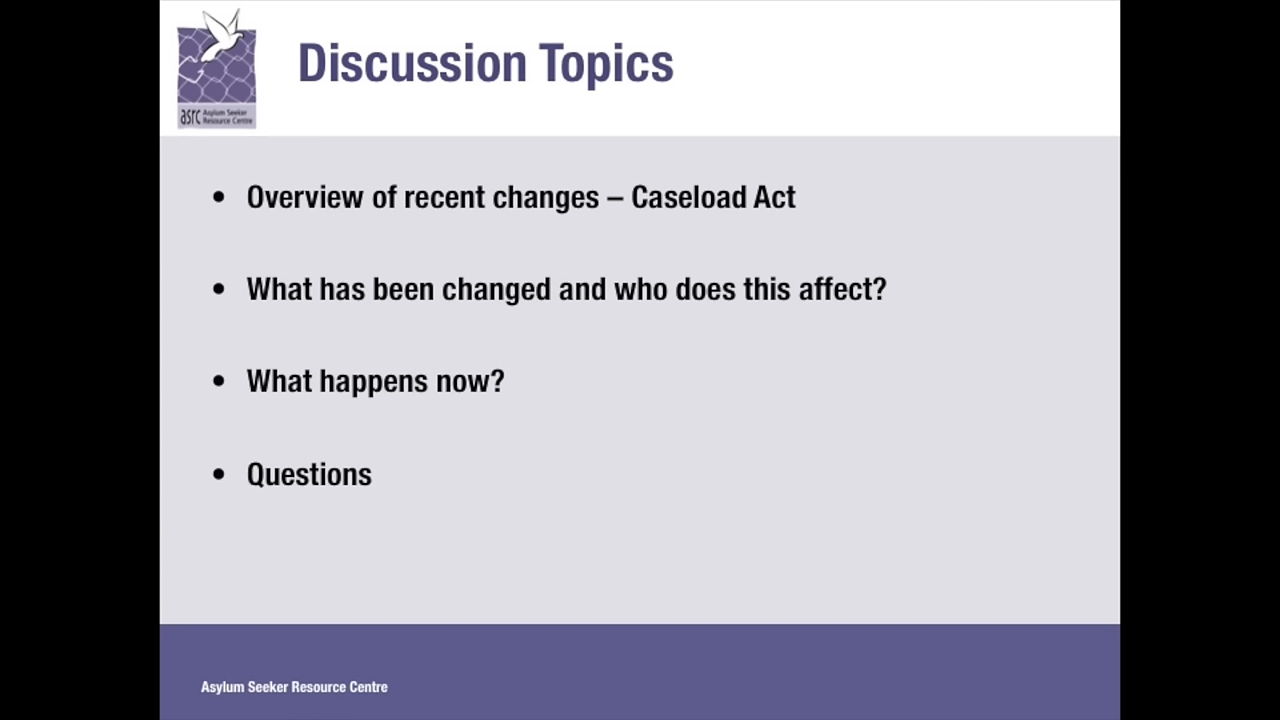 Discussion Topics
asrc Asylum Seeker
Resource Centre
• Overview of recent changes – Caseload Act
• What has been changed and who does this affect?
• What happens now?
• Questions
Asylum Seeker Resource Centre